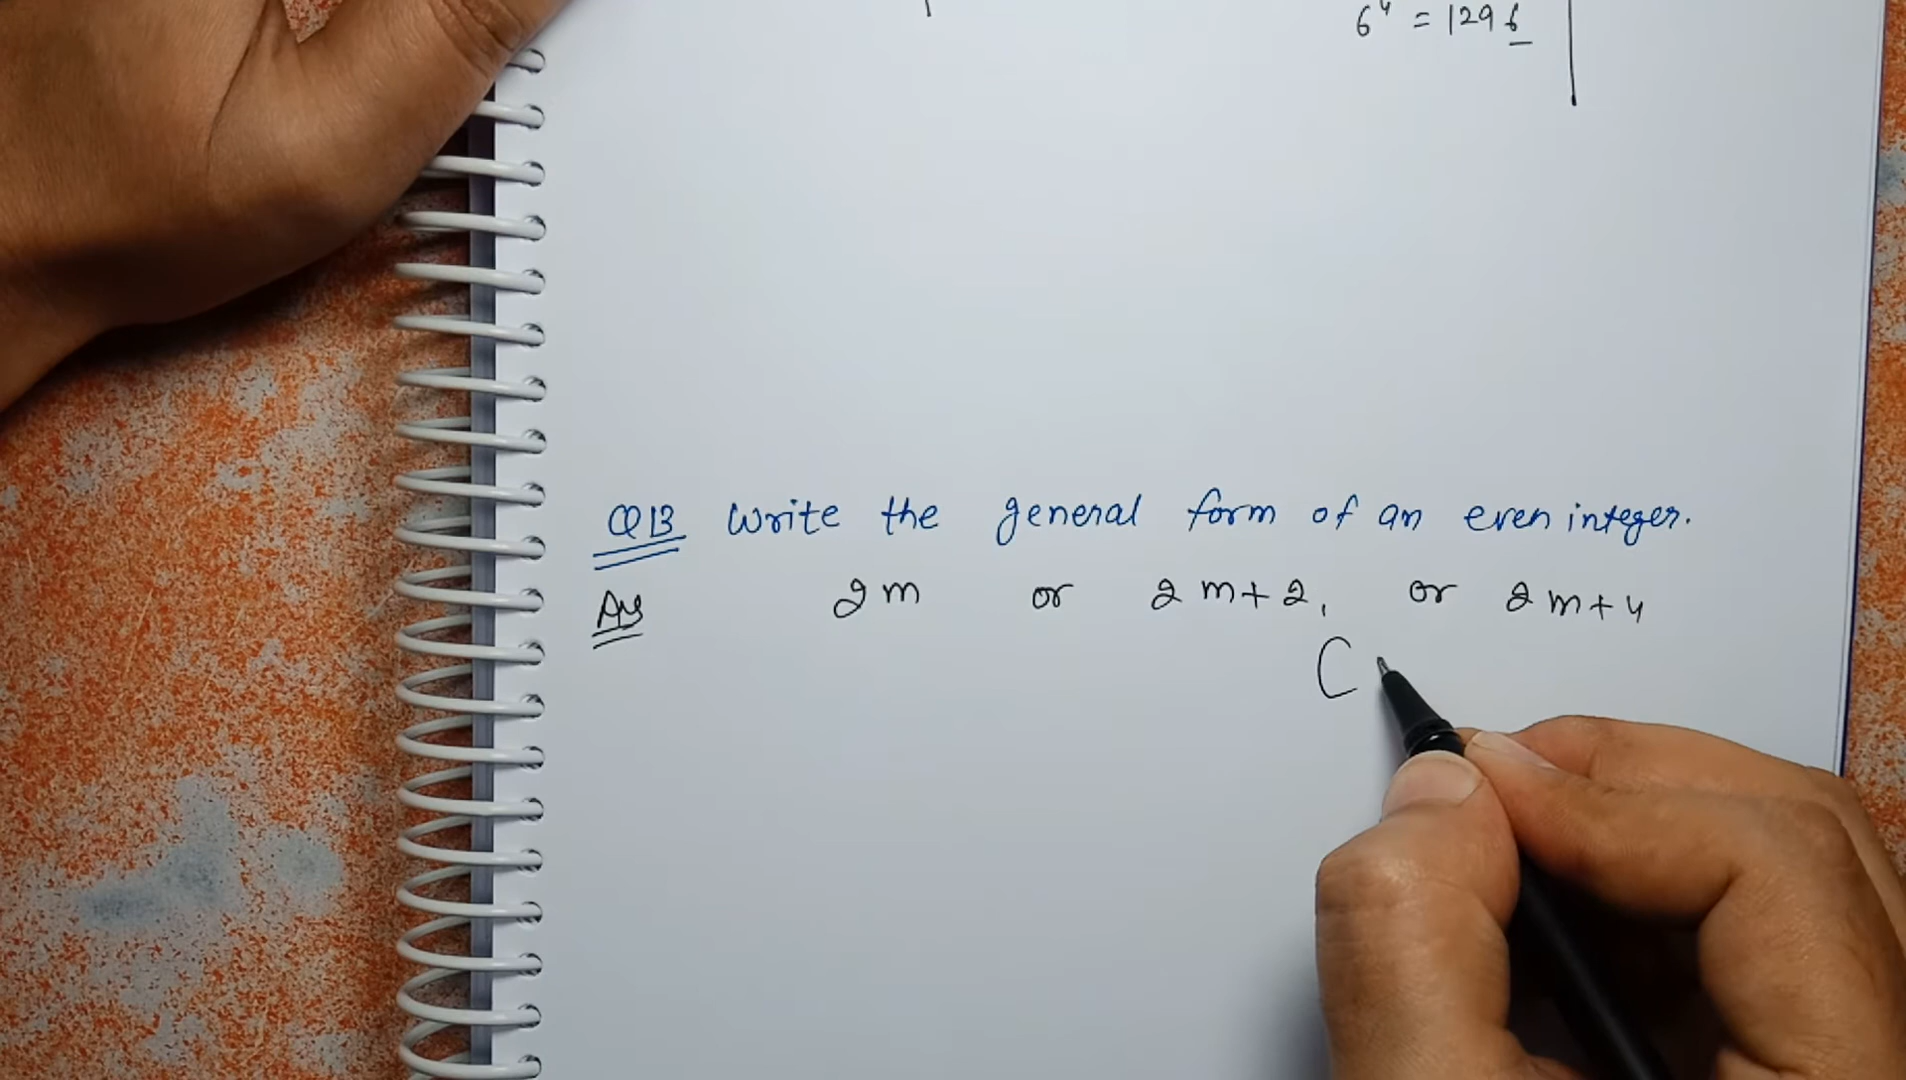 6⁴ = 1296
Q13 Write the general form of an even integer.
Ans 2m or 2m+2, or 2m+4
(